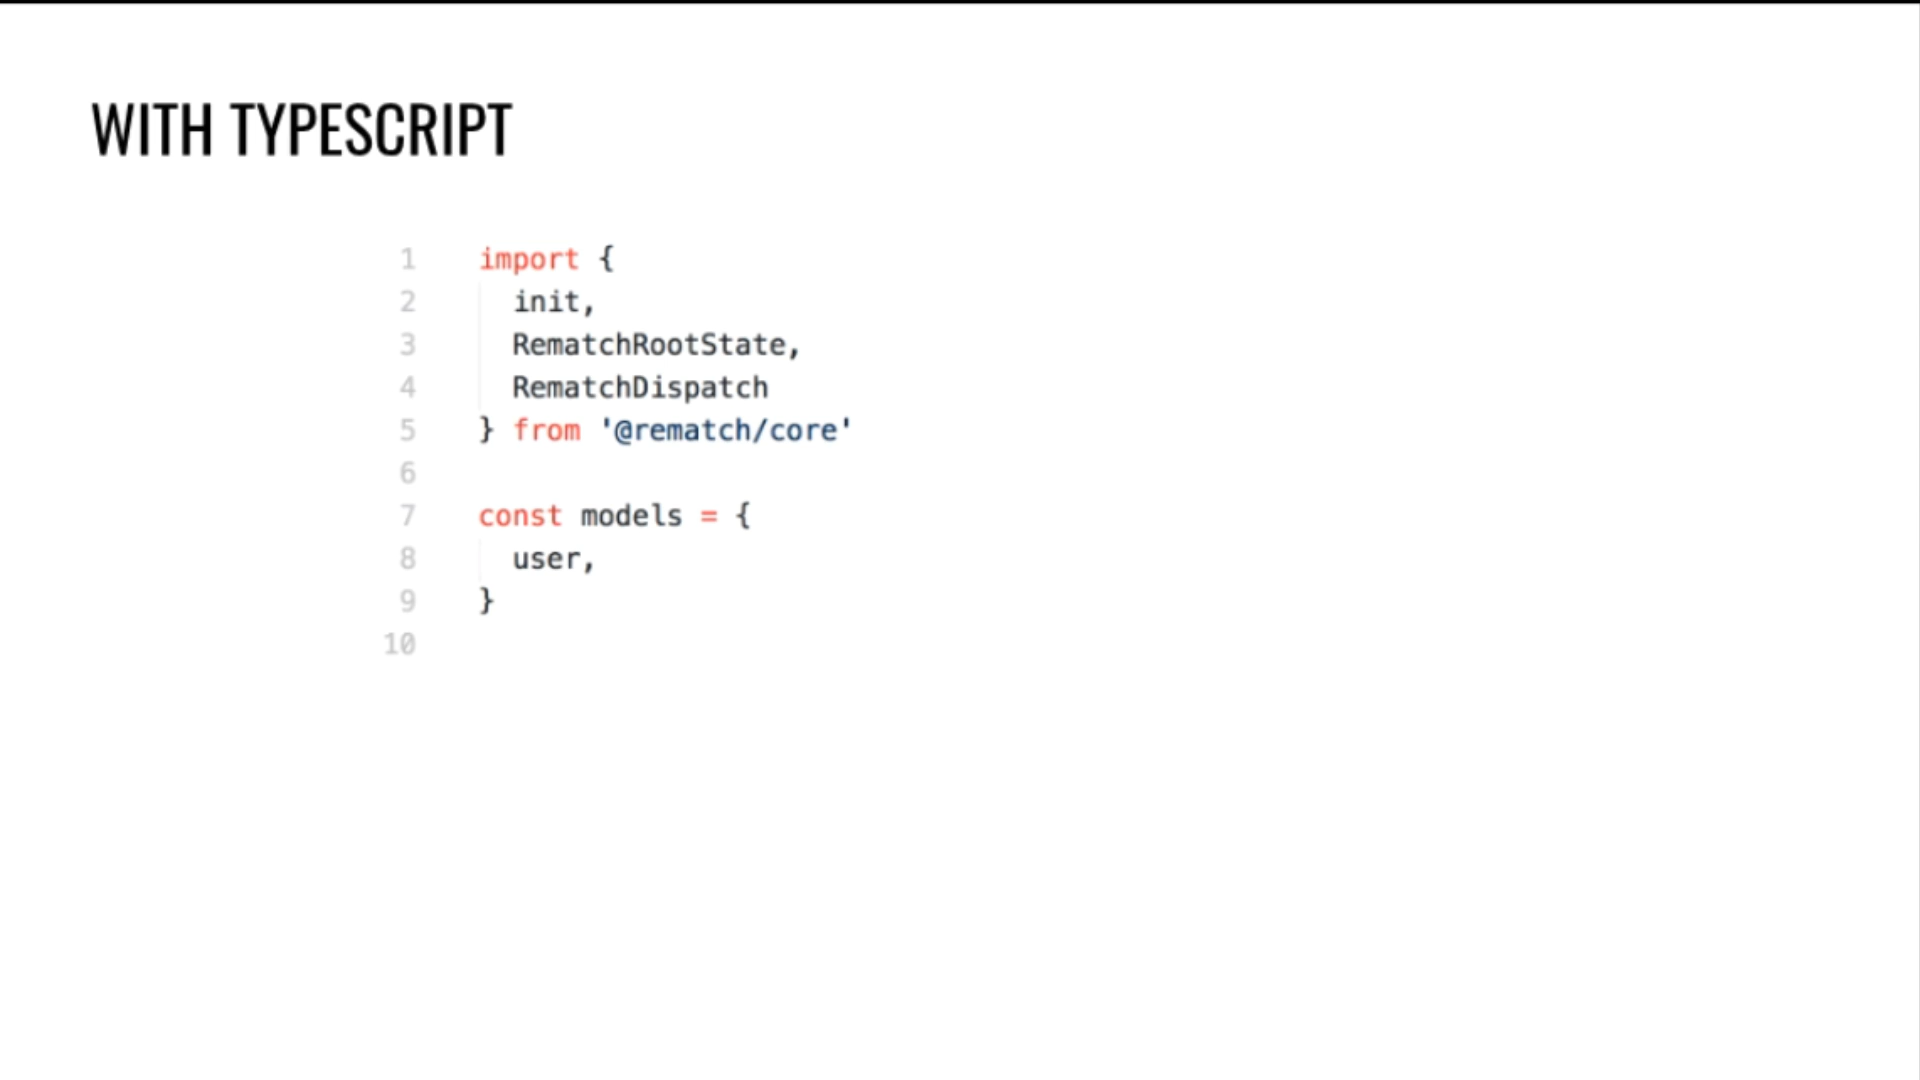 WITH TYPESCRIPT
1 import {
2   init,
3   RematchRootState,
4   RematchDispatch
5 } from '@rematch/core'
6
7 const models = {
8   user,
9 }
10